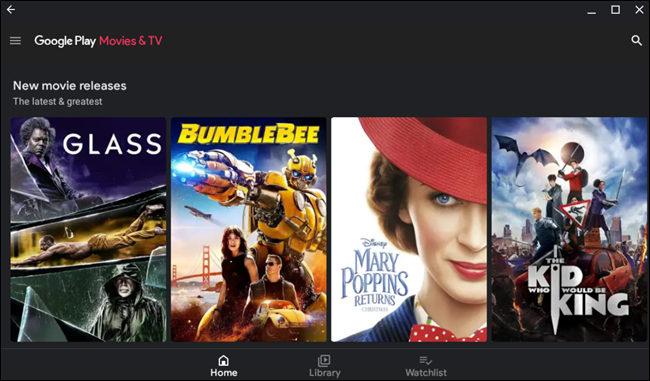 Google Play Movies & TV
New movie releases
The latest & greatest
GLASS
BUMBLEBEE
Disney
MARY
POPPINS
RETURNS
CHRISTMAS
THE
KID
WHO WOULD BE
KING
Home
Library
Watchlist